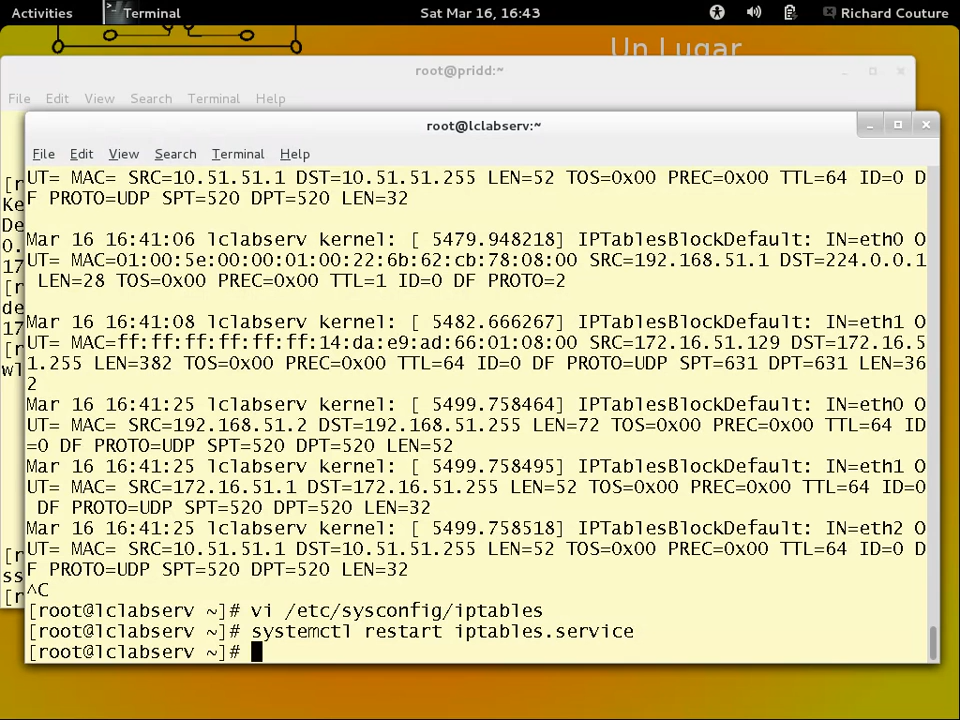 Activities
Terminal
Sat Mar 16, 16:43
Richard Couture
Un Lugar
root@pridd:~
File Edit View Search Terminal Help
root@lclabserv:~
File Edit View Search Terminal Help
UT= MAC= SRC=10.51.51.1 DST=10.51.51.255 LEN=52 TOS=0x00 PREC=0x00 TTL=64 ID=0 D
F PROTO=UDP SPT=520 DPT=520 LEN=32
Mar 16 16:41:06 lclabserv kernel: [ 5479.948218] IPTablesBlockDefault: IN=eth0 O
UT= MAC=01:00:5e:00:00:01:00:22:6b:62:cb:78:08:00 SRC=192.168.51.1 DST=224.0.0.1
 LEN=28 TOS=0x00 PREC=0x00 TTL=1 ID=0 DF PROTO=2
Mar 16 16:41:08 lclabserv kernel: [ 5482.666267] IPTablesBlockDefault: IN=eth1 O
UT= MAC=ff:ff:ff:ff:ff:ff:14:da:e9:ad:66:01:08:00 SRC=172.16.51.129 DST=172.16.5
1.255 LEN=382 TOS=0x00 PREC=0x00 TTL=64 ID=0 DF PROTO=UDP SPT=631 DPT=631 LEN=36
2
Mar 16 16:41:25 lclabserv kernel: [ 5499.758464] IPTablesBlockDefault: IN=eth0 O
UT= MAC= SRC=192.168.51.2 DST=192.168.51.255 LEN=72 TOS=0x00 PREC=0x00 TTL=64 ID
=0 DF PROTO=UDP SPT=520 DPT=520 LEN=52
Mar 16 16:41:25 lclabserv kernel: [ 5499.758495] IPTablesBlockDefault: IN=eth1 O
UT= MAC= SRC=172.16.51.1 DST=172.16.51.255 LEN=52 TOS=0x00 PREC=0x00 TTL=64 ID=0
 DF PROTO=UDP SPT=520 DPT=520 LEN=32
Mar 16 16:41:25 lclabserv kernel: [ 5499.758518] IPTablesBlockDefault: IN=eth2 O
UT= MAC= SRC=10.51.51.1 DST=10.51.51.255 LEN=52 TOS=0x00 PREC=0x00 TTL=64 ID=0 D
F PROTO=UDP SPT=520 DPT=520 LEN=32
^C
[root@lclabserv ~]# vi /etc/sysconfig/iptables
[root@lclabserv ~]# systemctl restart iptables.service
[root@lclabserv ~]#